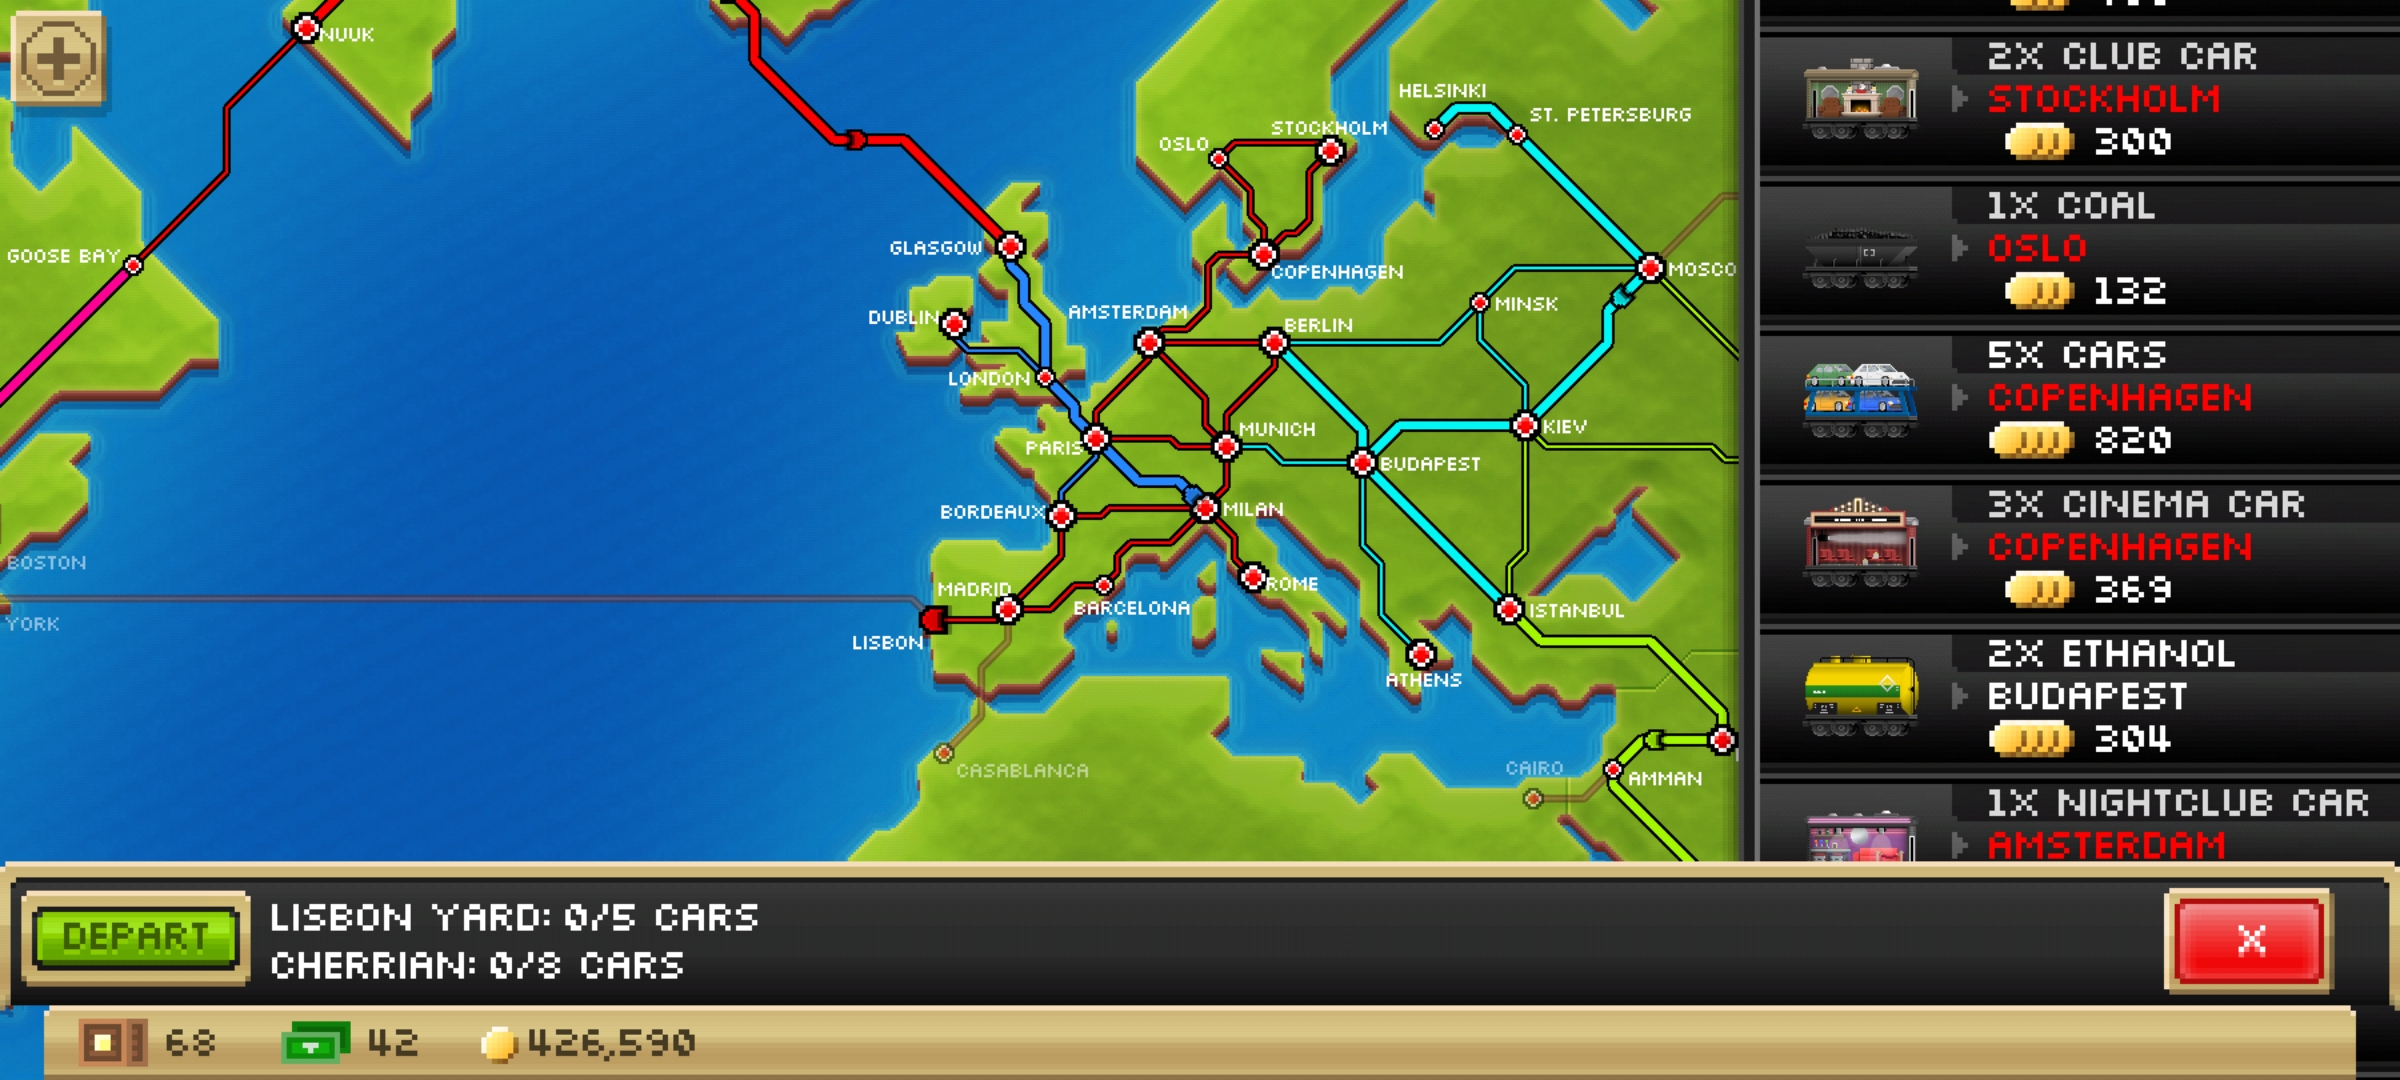 NUUK
2X CLUB CAR
STOCKHOLM
300
HELSINKI
ST. PETERSBURG
STOCKHOLM
OSLO
1X COAL
OSLO
132
GLASGOW
GOOSE BAY
COPENHAGEN
MOSCO
MINSK
DUBLIN
AMSTERDAM
BERLIN
5X CARS
COPENHAGEN
820
LONDON
PARIS
MUNICH
KIEV
BUDAPEST
3X CINEMA CAR
COPENHAGEN
369
BORDEAUX
MILAN
BOSTON
MADRID
ROME
BARCELONA
ISTANBUL
YORK
LISBON
ATHENS
2X ETHANOL
BUDAPEST
304
CASABLANCA
CAIRO
AMMAN
1X NIGHTCLUB CAR
AMSTERDAM
DEPART
LISBON YARD: 0/5 CARS
CHERRIAN: 0/8 CARS
X
68
42
426,590